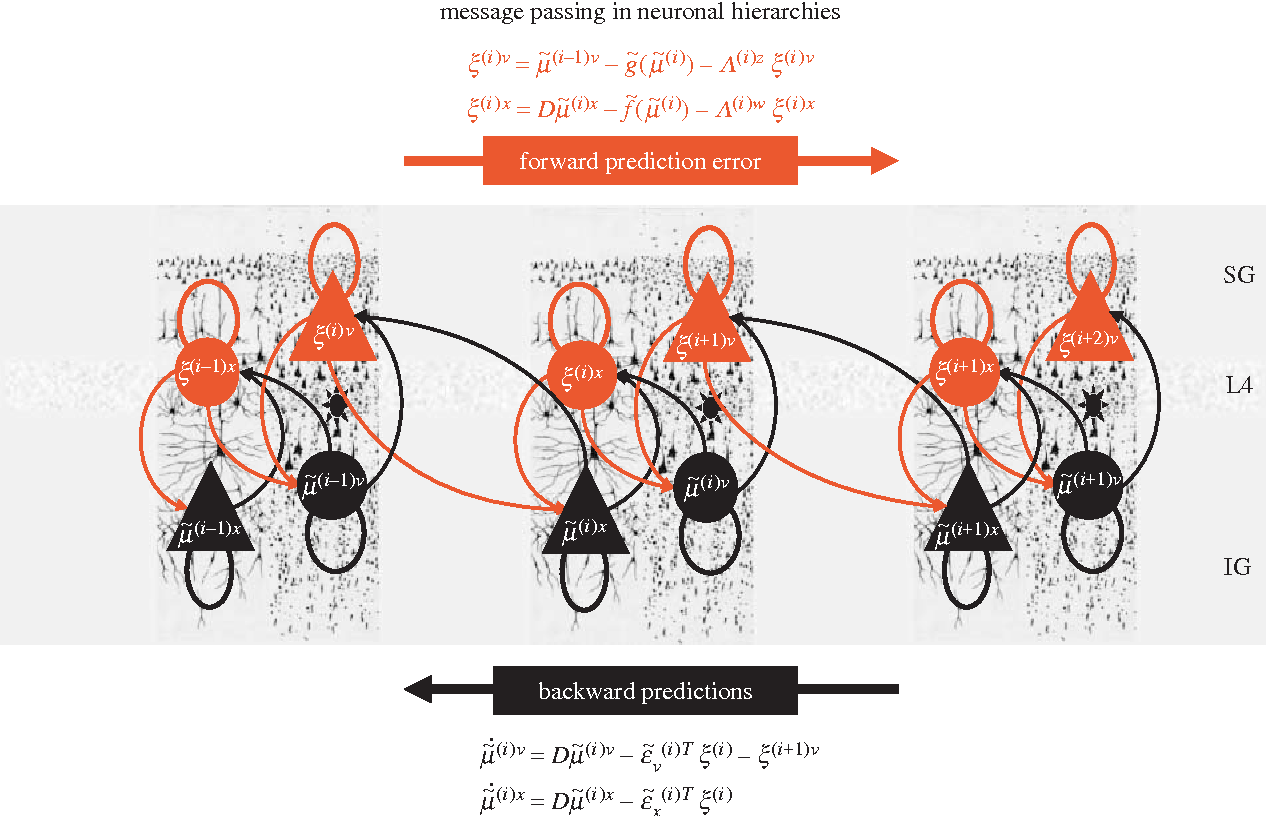 message passing in neuronal hierarchies
ξ^(i)v = μ̃^(i–1)v – g̃(μ̃^(i)) – Λ^(i)z ξ^(i)v
ξ^(i)x = Dμ̃^(i)x – f̃(μ̃^(i)) – Λ^(i)w ξ^(i)x
forward prediction error
SG
ξ^(i)v
ξ^(i+1)v
ξ^(i+2)v
ξ^(i–1)x
ξ^(i)x
ξ^(i+1)x
L4
μ̃^(i–1)v
μ̃^(i)v
μ̃^(i+1)v
μ̃^(i–1)x
μ̃^(i)x
μ̃^(i+1)x
IG
backward predictions
μ̃̇^(i)v = Dμ̃^(i)v – ε̃_v^(i)T ξ^(i) – ξ^(i+1)v
μ̃̇^(i)x = Dμ̃^(i)x – ε̃_x^(i)T ξ^(i)